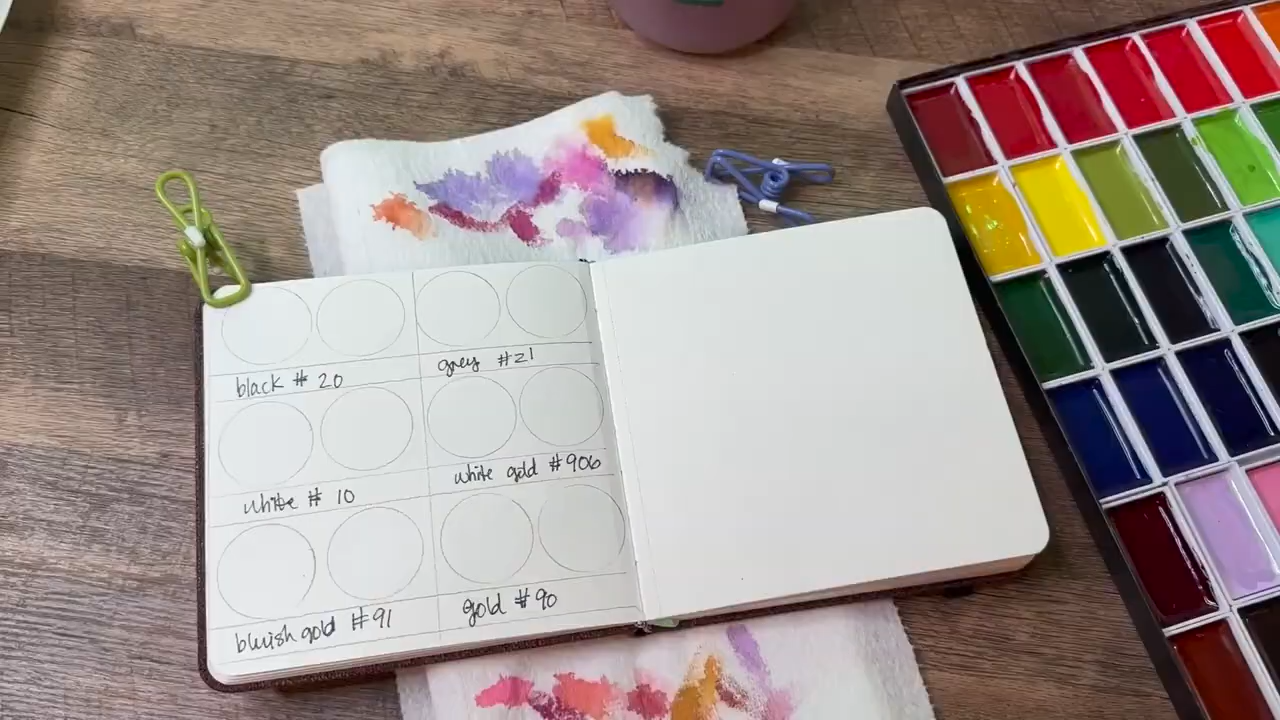 black # 20
grey #21
white # 10
white gold #906
bluish gold #91
gold #90